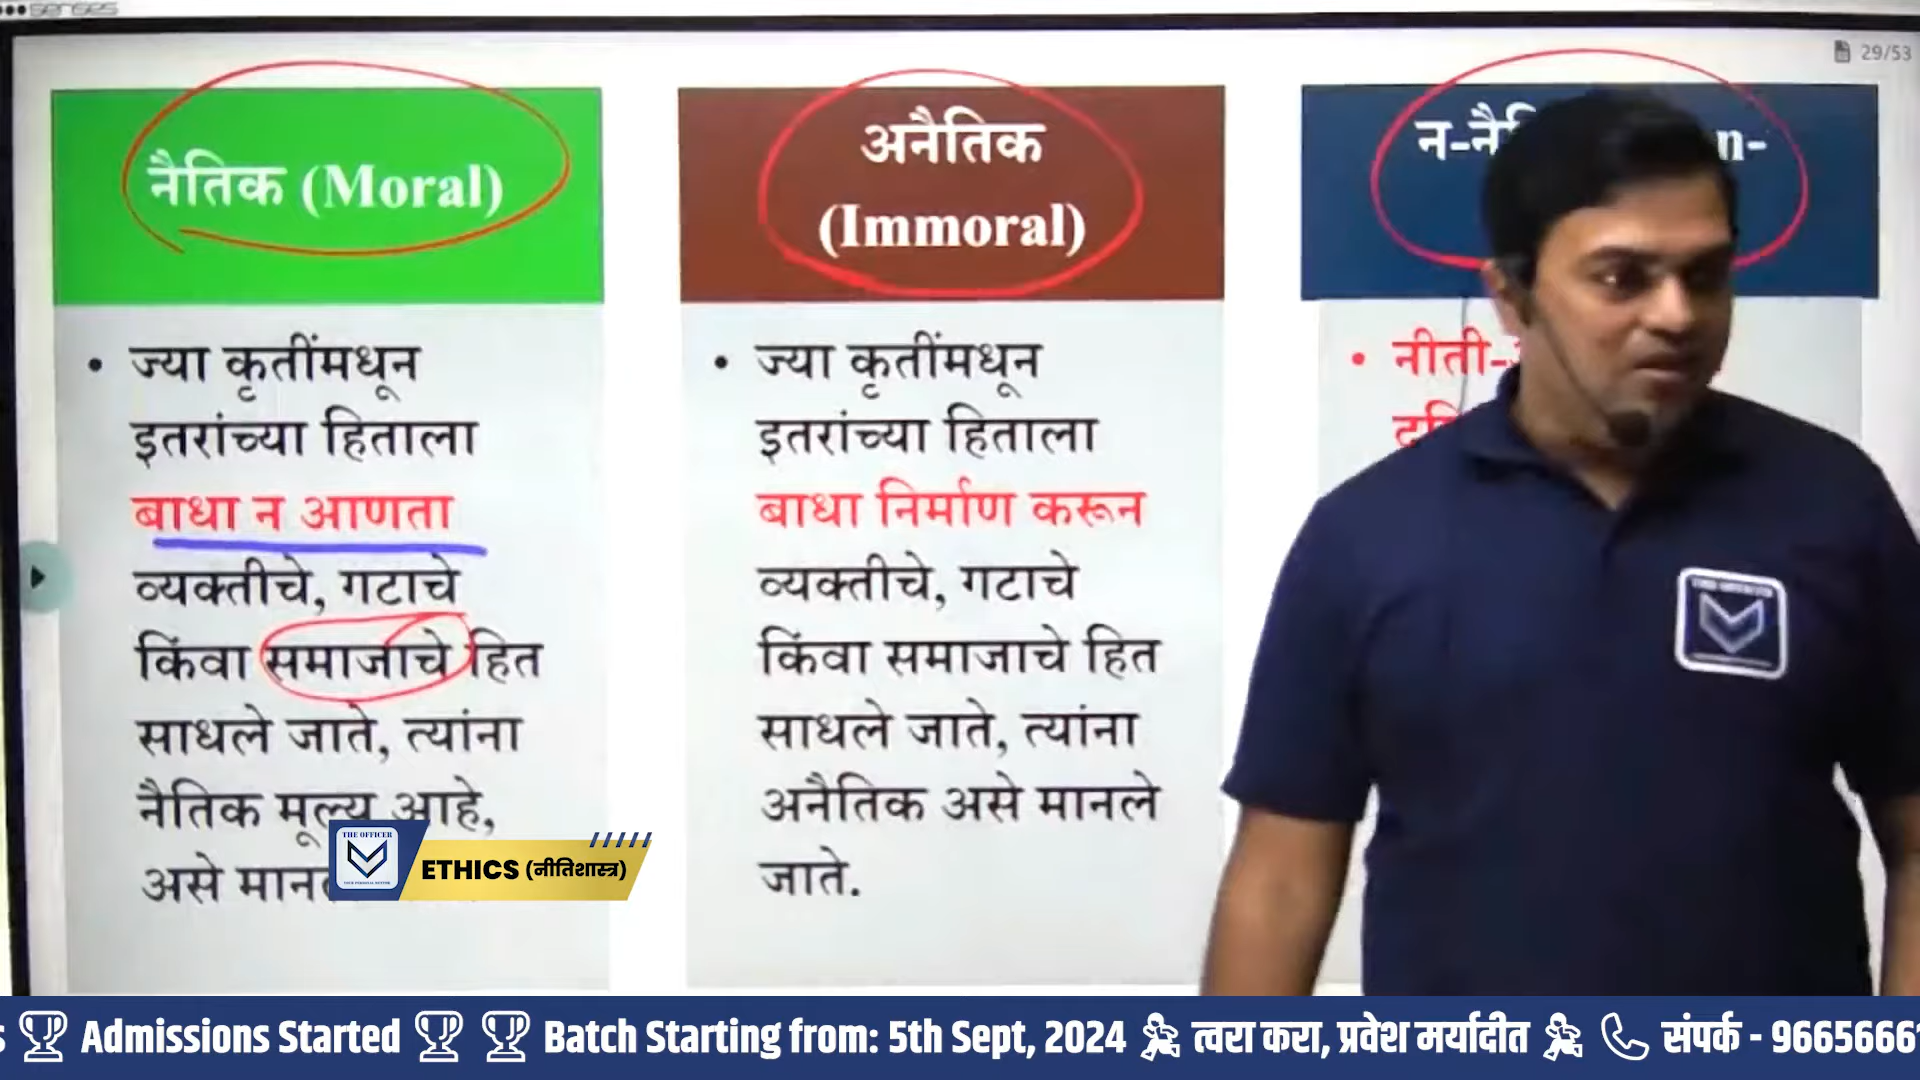 29/53
नैतिक (Moral)
ज्या कृतींमधून
इतरांच्या हिताला
बाधा न आणता
व्यक्तीचे, गटाचे
किंवा समाजाचे हित
साधले जाते, त्यांना
नैतिक मूल्य आहे,
असे
अनैतिक
(Immoral)
ज्या कृतींमधून
इतरांच्या हिताला
बाधा निर्माण करून
व्यक्तीचे, गटाचे
किंवा समाजाचे हित
साधले जाते, त्यांना
अनैतिक असे मानले
जाते.
नीती-
THE OFFICER
ETHICS (नीतिशास्त्र)
Admissions Started Batch Starting from: 5th Sept, 2024 त्वरा करा, प्रवेश मर्यादीत संपर्क -